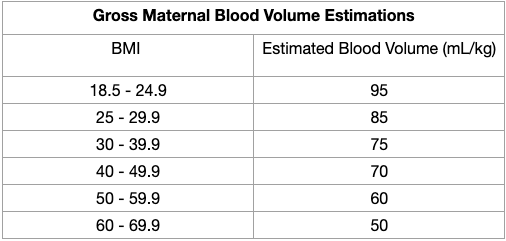 Gross Maternal Blood Volume Estimations
BMI Estimated Blood Volume (mL/kg)
18.5 - 24.9 95
25 - 29.9 85
30 - 39.9 75
40 - 49.9 70
50 - 59.9 60
60 - 69.9 50